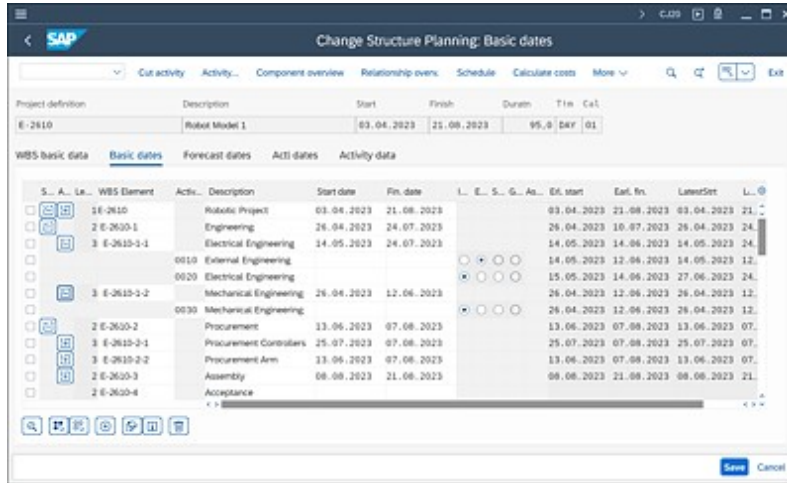 CJ20
SAP
Change Structure Planning: Basic dates
Cut activity Activity... Component overview Relationship overv. Schedule Calculate costs More Exit
Project definition Description Start Finish Duratn Tim Cal
E-2610 Robot Model 1 03.04.2023 21.08.2023 95,0 DAY 01
WBS basic data Basic dates Forecast dates Actl dates Activity data
S... A... Le... WBS Element Activ... Description Start date Fin. date I... E... S... G... As... Erl. start Earl. fin. LatestStrt L...
1 E-2610 Robotic Project 03.04.2023 21.08.2023 03.04.2023 21.08.2023 03.04.2023 21.
2 E-2610-1 Engineering 26.04.2023 24.07.2023 26.04.2023 10.07.2023 26.04.2023 24.
3 E-2610-1-1 Electrical Engineering 14.05.2023 24.07.2023 14.05.2023 14.06.2023 14.05.2023 24.
0010 External Engineering 14.05.2023 12.06.2023 14.05.2023 12.
0020 Electrical Engineering 15.05.2023 14.06.2023 27.06.2023 24.
3 E-2610-1-2 Mechanical Engineering 26.04.2023 12.06.2023 26.04.2023 12.06.2023 26.04.2023 12.
0030 Mechanical Engineering 26.04.2023 12.06.2023 26.04.2023 12.
2 E-2610-2 Procurement 13.06.2023 07.08.2023 13.06.2023 07.08.2023 13.06.2023 07.
3 E-2610-2-1 Procurement Controllers 25.07.2023 07.08.2023 25.07.2023 07.08.2023 25.07.2023 07.
3 E-2610-2-2 Procurement Arm 13.06.2023 07.08.2023 13.06.2023 07.08.2023 13.06.2023 07.
2 E-2610-3 Assembly 08.08.2023 21.08.2023 08.08.2023 21.08.2023 08.08.2023 21.
2 E-2610-4 Acceptance
Save Cancel